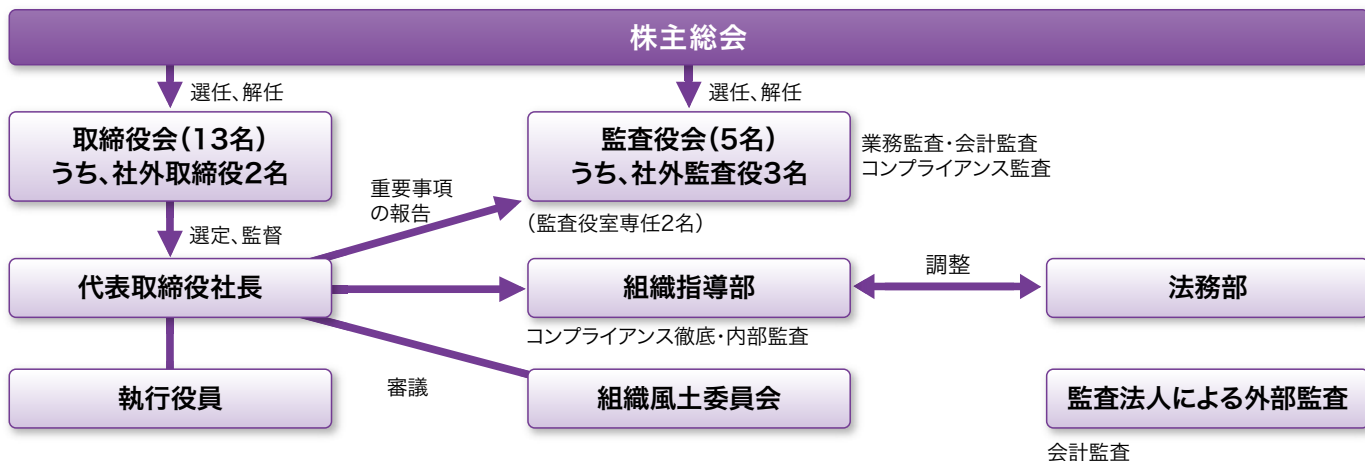 株主総会
選任、解任
選任、解任
取締役会(13名)
うち、社外取締役2名
監査役会(5名)
うち、社外監査役3名
業務監査・会計監査
コンプライアンス監査
重要事項
の報告
(監査役室専任2名)
選定、監督
代表取締役社長
組織指導部
調整
法務部
コンプライアンス徹底・内部監査
執行役員
審議
組織風土委員会
監査法人による外部監査
会計監査